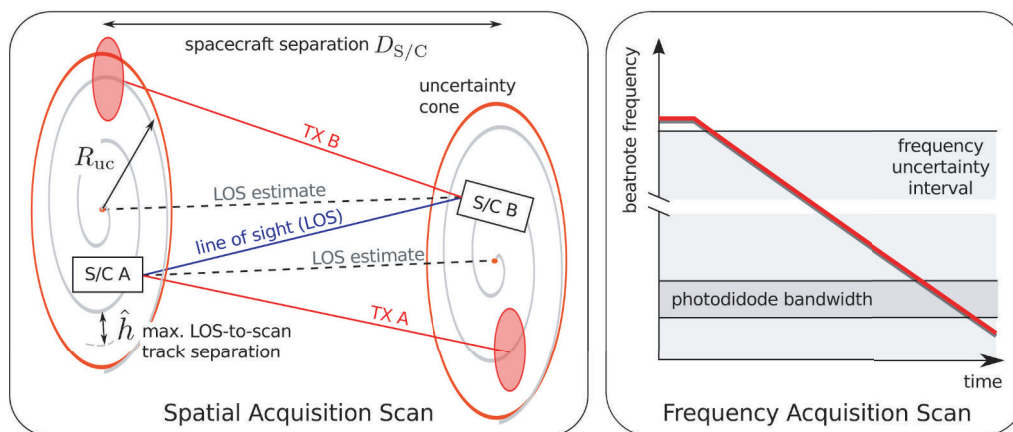 spacecraft separation D_S/C
uncertainty
cone
TX B
R_uc
LOS estimate
S/C B
line of sight (LOS)
LOS estimate
S/C A
TX A
ĥ max. LOS-to-scan
track separation
Spatial Acquisition Scan
beatnote frequency
frequency
uncertainty
interval
photodidode bandwidth
time
Frequency Acquisition Scan